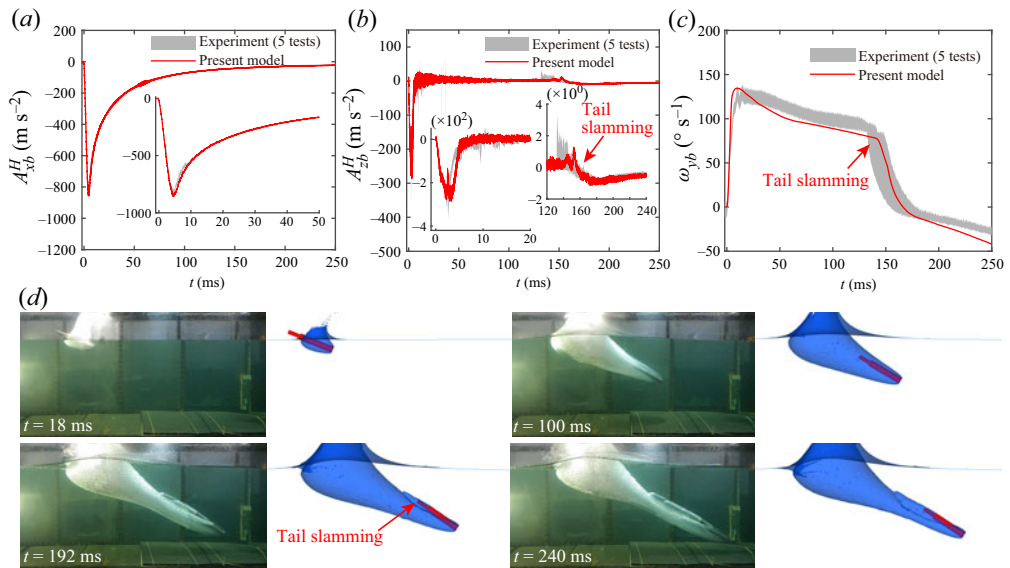 (a)
A^H_xb (m s⁻²)
200
0
−200
−400
−600
−800
−1000
−1200
Experiment (5 tests)
Present model
0
−500
−1000
0 10 20 30 40 50
0 50 100 150 200 250
t (ms)
(b)
A^H_zb (m s⁻²)
100
0
−100
−200
−300
−400
−500
Experiment (5 tests)
Present model
(×10²)
0
−2
−4
0 10 20
(×10⁰)
4
2
0
−2
120 160 200 240
Tail
slamming
0 50 100 150 200 250
t (ms)
(c)
ω_yb (° s⁻¹)
200
150
100
50
0
−50
Experiment (5 tests)
Present model
Tail slamming
0 50 100 150 200 250
t (ms)
(d)
t = 18 ms
t = 100 ms
t = 192 ms
Tail slamming
t = 240 ms